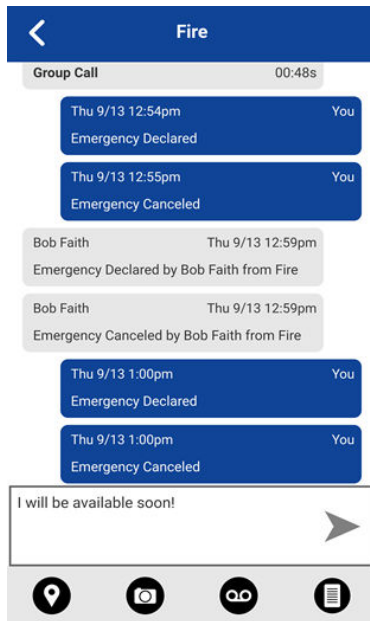 Fire
Group Call 00:48s
Thu 9/13 12:54pm You
Emergency Declared
Thu 9/13 12:55pm You
Emergency Canceled
Bob Faith Thu 9/13 12:59pm
Emergency Declared by Bob Faith from Fire
Bob Faith Thu 9/13 12:59pm
Emergency Canceled by Bob Faith from Fire
Thu 9/13 1:00pm You
Emergency Declared
Thu 9/13 1:00pm You
Emergency Canceled
I will be available soon!